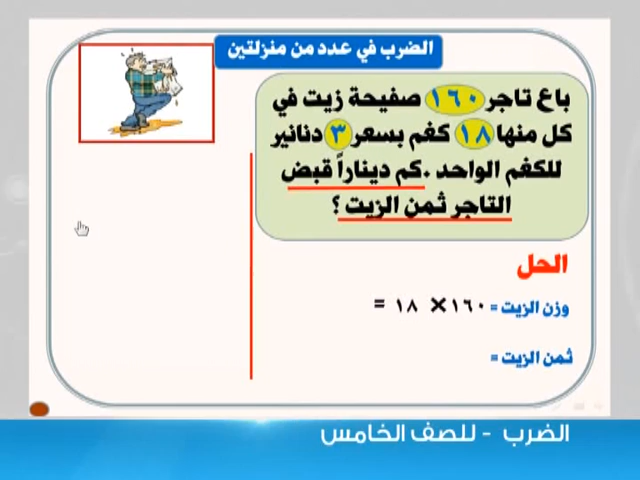 الضرب في عدد من منزلتين
باع تاجر ١٦٠ صفيحة زيت في
كل منها ١٨ كغم بسعر ٣ دنانير
للكغم الواحد .كم ديناراً قبض
التاجر ثمن الزيت ؟
الحل
وزن الزيت = ١٦٠ × ١٨ =
ثمن الزيت =
الضرب - للصف الخامس